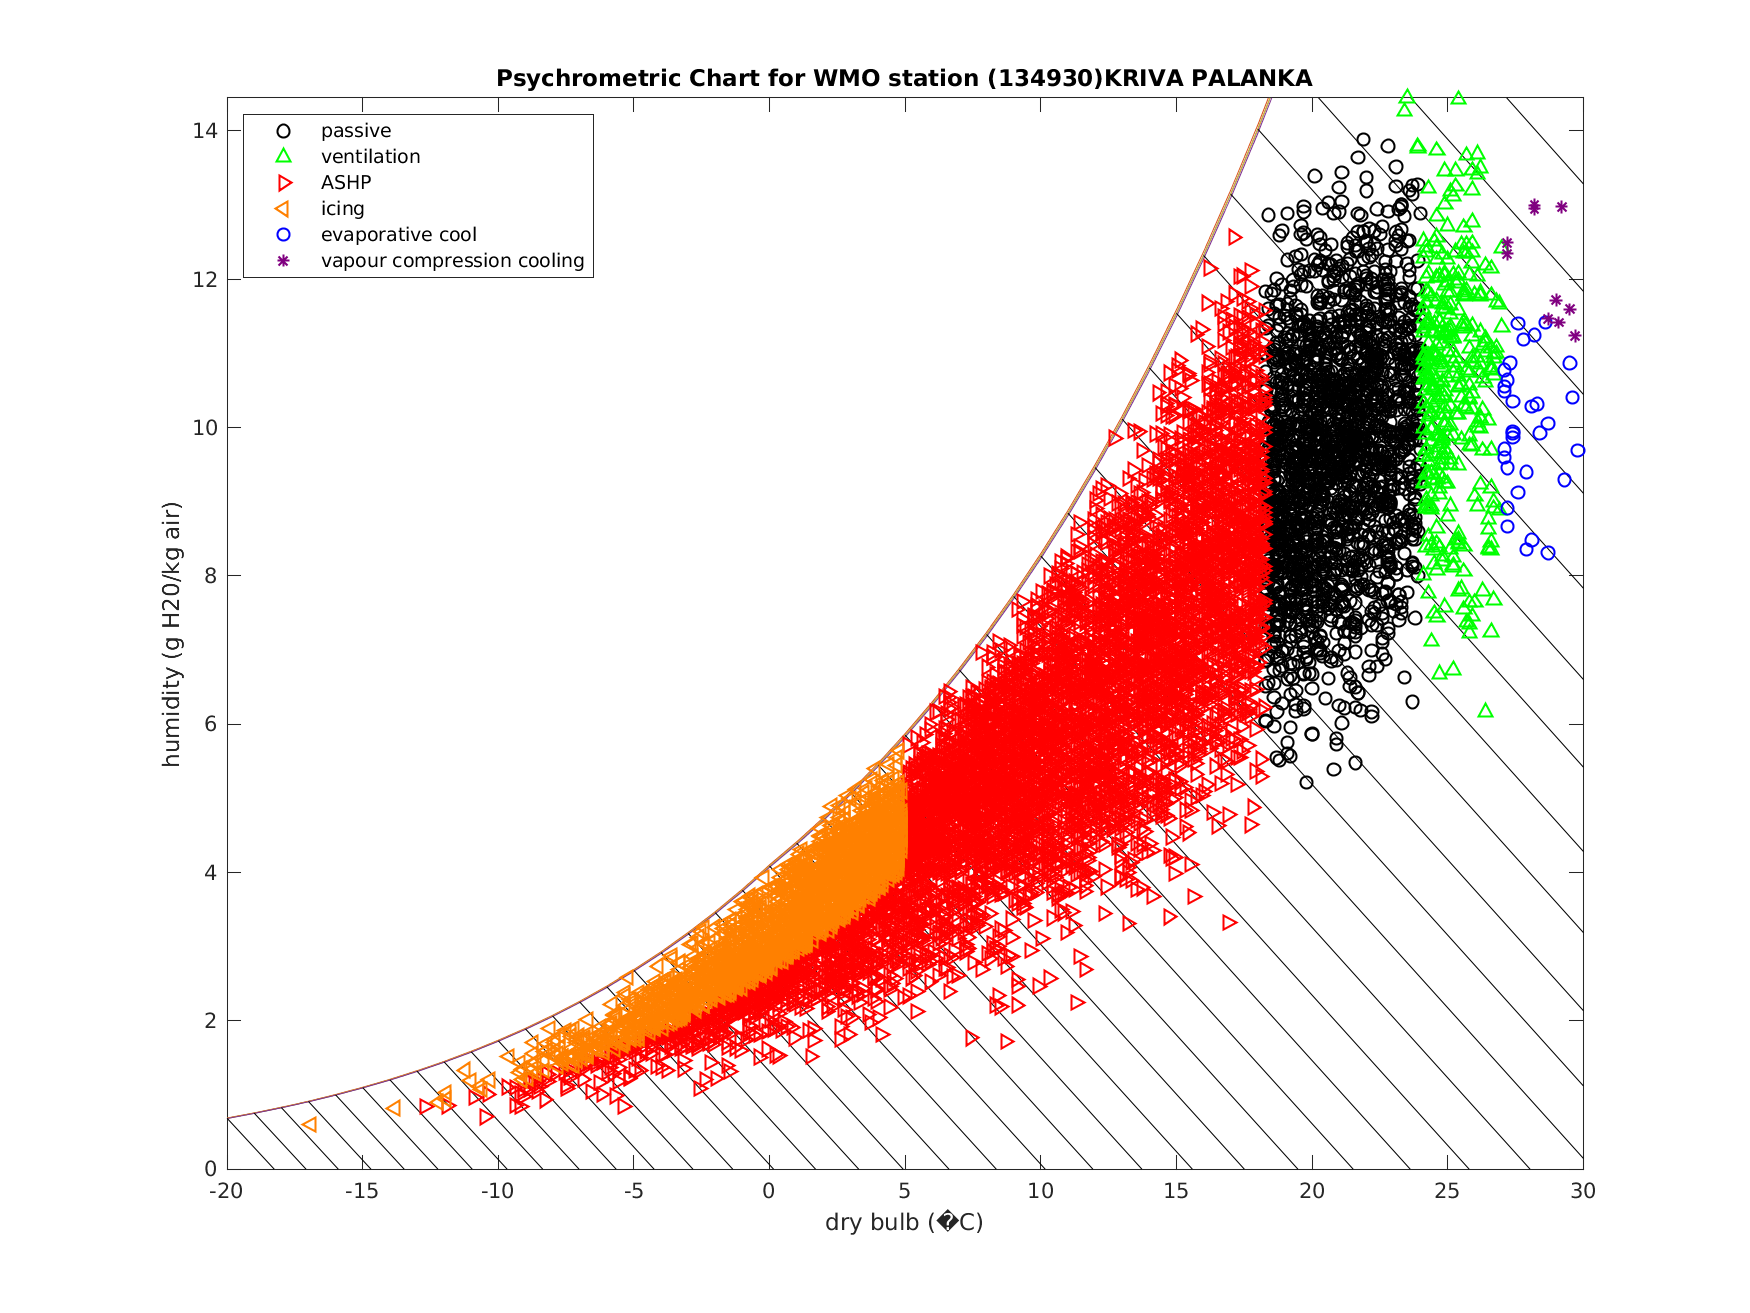 Psychrometric Chart for WMO station (134930)KRIVA PALANKA
passive
ventilation
ASHP
icing
evaporative cool
vapour compression cooling
14
12
10
8
6
4
2
0
humidity (g H20/kg air)
-20 -15 -10 -5 0 5 10 15 20 25 30
dry bulb (�C)